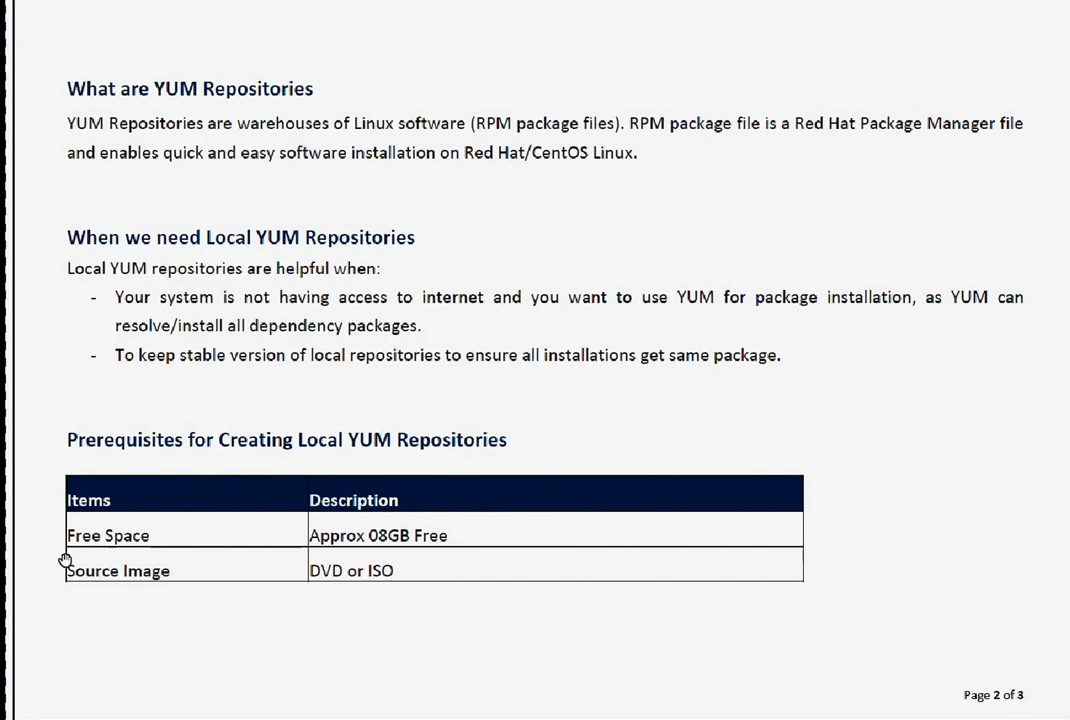 What are YUM Repositories
YUM Repositories are warehouses of Linux software (RPM package files). RPM package file is a Red Hat Package Manager file
and enables quick and easy software installation on Red Hat/CentOS Linux.
When we need Local YUM Repositories
Local YUM repositories are helpful when:
- Your system is not having access to internet and you want to use YUM for package installation, as YUM can
resolve/install all dependency packages.
- To keep stable version of local repositories to ensure all installations get same package.
Prerequisites for Creating Local YUM Repositories
Items Description
Free Space Approx 08GB Free
Source Image DVD or ISO
Page 2 of 3